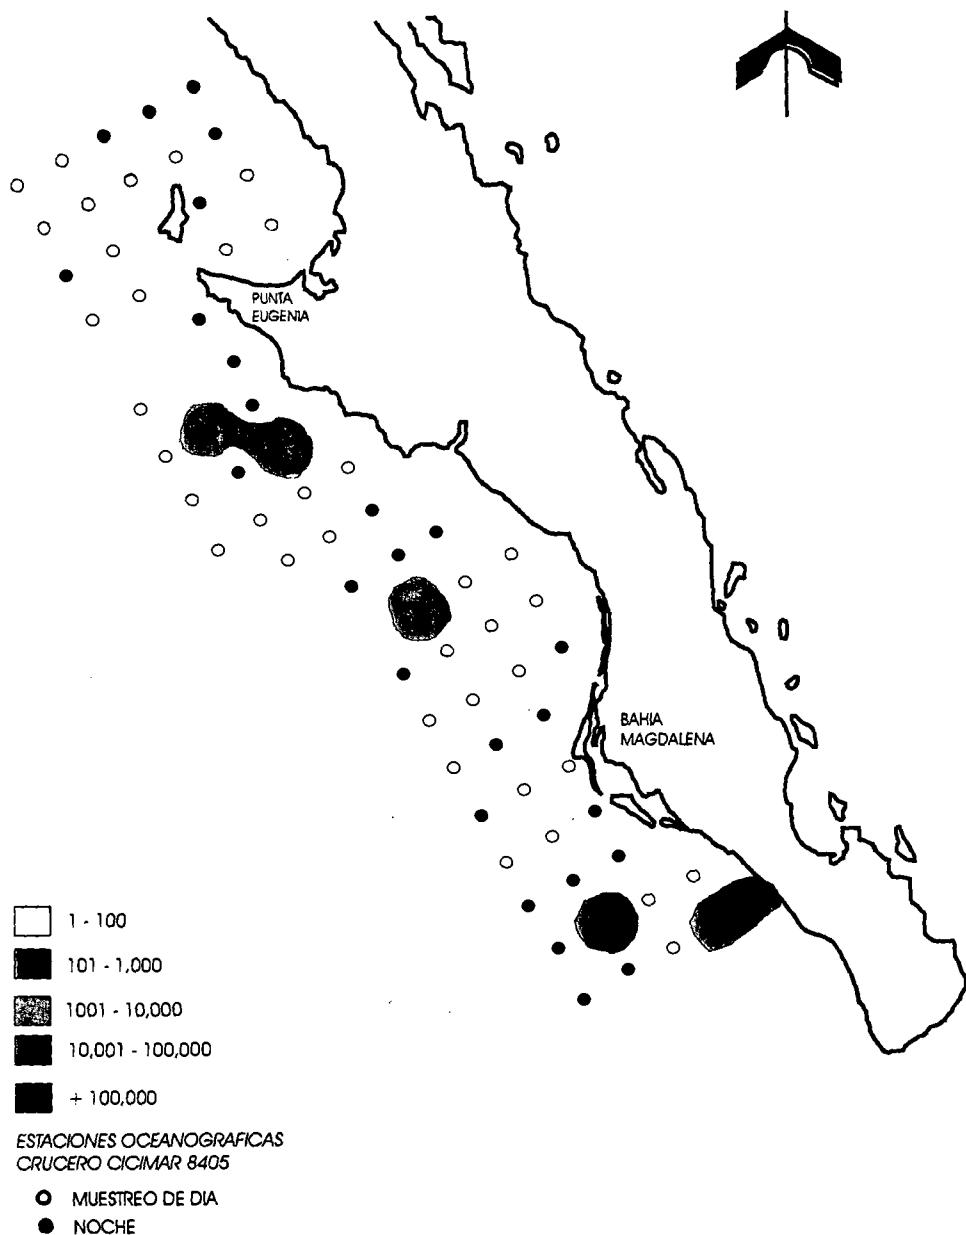 PUNTA
EUGENIA
BAHIA
MAGDALENA
1 - 100
101 - 1,000
1001 - 10,000
10,001 - 100,000
+ 100,000
ESTACIONES OCEANOGRAFICAS
CRUCERO CICIMAR 8405
MUESTREO DE DIA
NOCHE